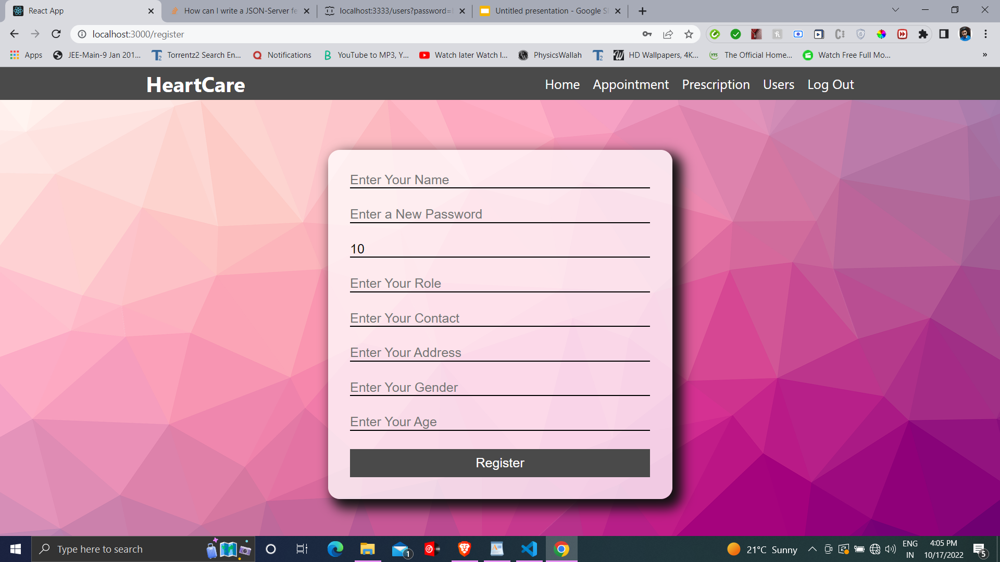 React App
How can I write a JSON-Server fe
localhost:3333/users?password=
Untitled presentation - Google Sl
localhost:3000/register
Apps
JEE-Main-9 Jan 201...
Torrentz2 Search En...
Notifications
YouTube to MP3, Y...
Watch later Watch l...
PhysicsWallah
HD Wallpapers, 4K...
The Official Home...
Watch Free Full Mo...
»
HeartCare
Home Appointment Prescription Users Log Out
Enter Your Name
Enter a New Password
10
Enter Your Role
Enter Your Contact
Enter Your Address
Enter Your Gender
Enter Your Age
Register
Type here to search
1
21°C Sunny
ENG
IN
4:05 PM
10/17/2022
5